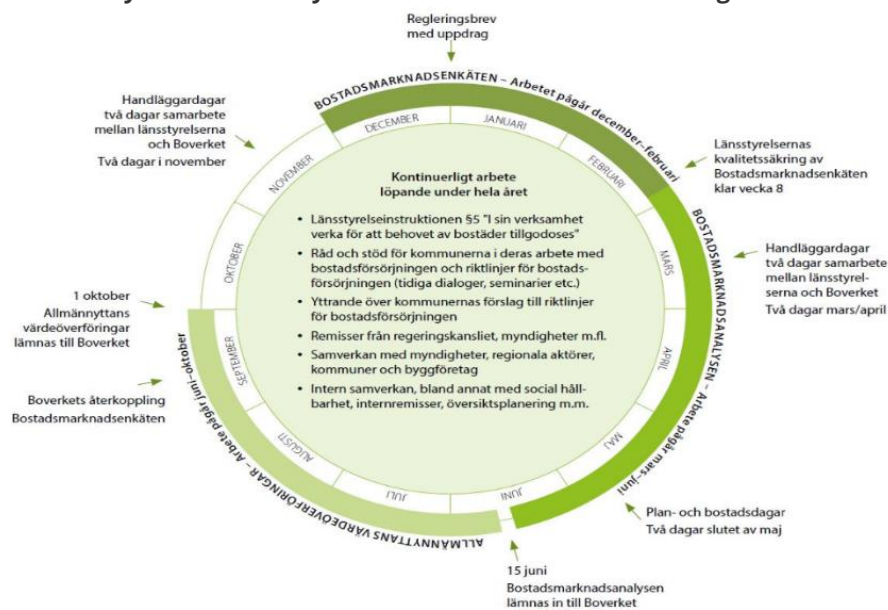 Regleringsbrev
med uppdrag
BOSTADSMARKNADSENKÄTEN – Arbetet pågår december–februari
Handläggardagar
två dagar samarbete
mellan länsstyrelserna
och Boverket
Två dagar i november
DECEMBER
JANUARI
NOVEMBER
FEBRUARI
Länsstyrelsernas
kvalitetssäkring av
Bostadsmarknadsenkäten
klar vecka 8
Kontinuerligt arbete
löpande under hela året
• Länsstyrelseinstruktionen §5 "I sin verksamhet
verka för att behovet av bostäder tillgodoses"
• Råd och stöd för kommunerna i deras arbete med
bostadsförsörjningen och riktlinjer för bostads-
försörjningen (tidiga dialoger, seminarier etc.)
• Yttrande över kommunernas förslag till riktlinjer
för bostadsförsörjningen
• Remisser från regeringskansliet, myndigheter m.fl.
• Samverkan med myndigheter, regionala aktörer,
kommuner och byggföretag
• Intern samverkan, bland annat med social håll-
barhet, internremisser, översiktsplanering m.m.
OKTOBER
MARS
BOSTADSMARKNADSANALYSEN – Arbete pågår mars–juni
Handläggardagar
två dagar samarbete
mellan länsstyrel-
serna och Boverket
Två dagar mars/april
1 oktober
Allmännyttans
värdeöverföringar
lämnas till Boverket
SEPTEMBER
APRIL
Boverkets återkoppling
Bostadsmarknadsenkäten
ALLMÄNNYTTANS VÄRDEÖVERFÖRINGAR – Arbete pågår juni–oktober
AUGUSTI
MAJ
JULI
JUNI
Plan- och bostadsdagar
Två dagar slutet av maj
15 juni
Bostadsmarknadsanalysen
lämnas in till Boverket